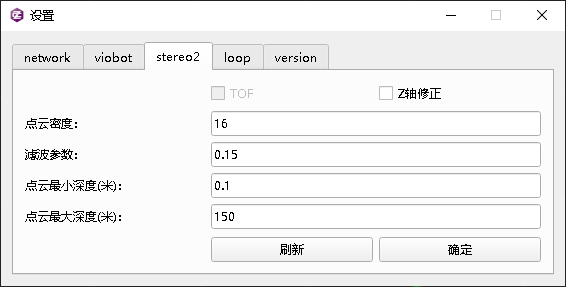 设置
network viobot stereo2 loop version
TOF Z轴修正
点云密度: 16
滤波参数: 0.15
点云最小深度(米): 0.1
点云最大深度(米): 150
刷新 确定